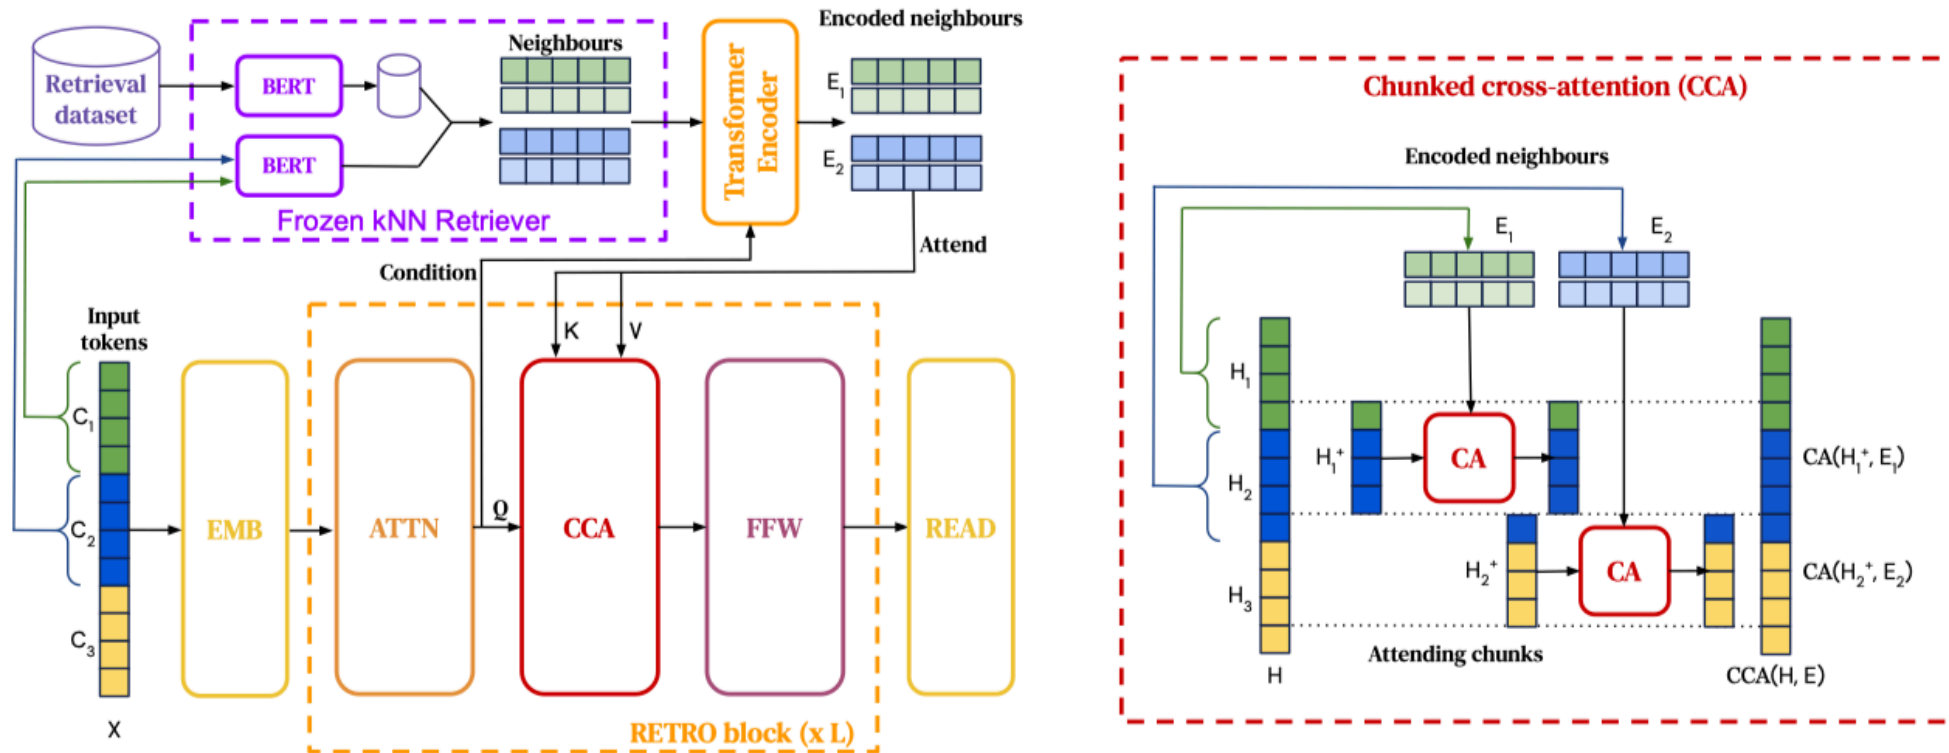 Retrieval
dataset
BERT
BERT
Neighbours
Frozen kNN Retriever
Transformer
Encoder
Encoded neighbours
E1
E2
Attend
Condition
Input
tokens
C1
C2
C3
X
EMB
ATTN
Q
K
V
CCA
FFW
READ
RETRO block (x L)
Chunked cross-attention (CCA)
Encoded neighbours
E1
E2
H1
H2
H3
H
H1+
CA
CA(H1+, E1)
H2+
CA
CA(H2+, E2)
Attending chunks
CCA(H, E)